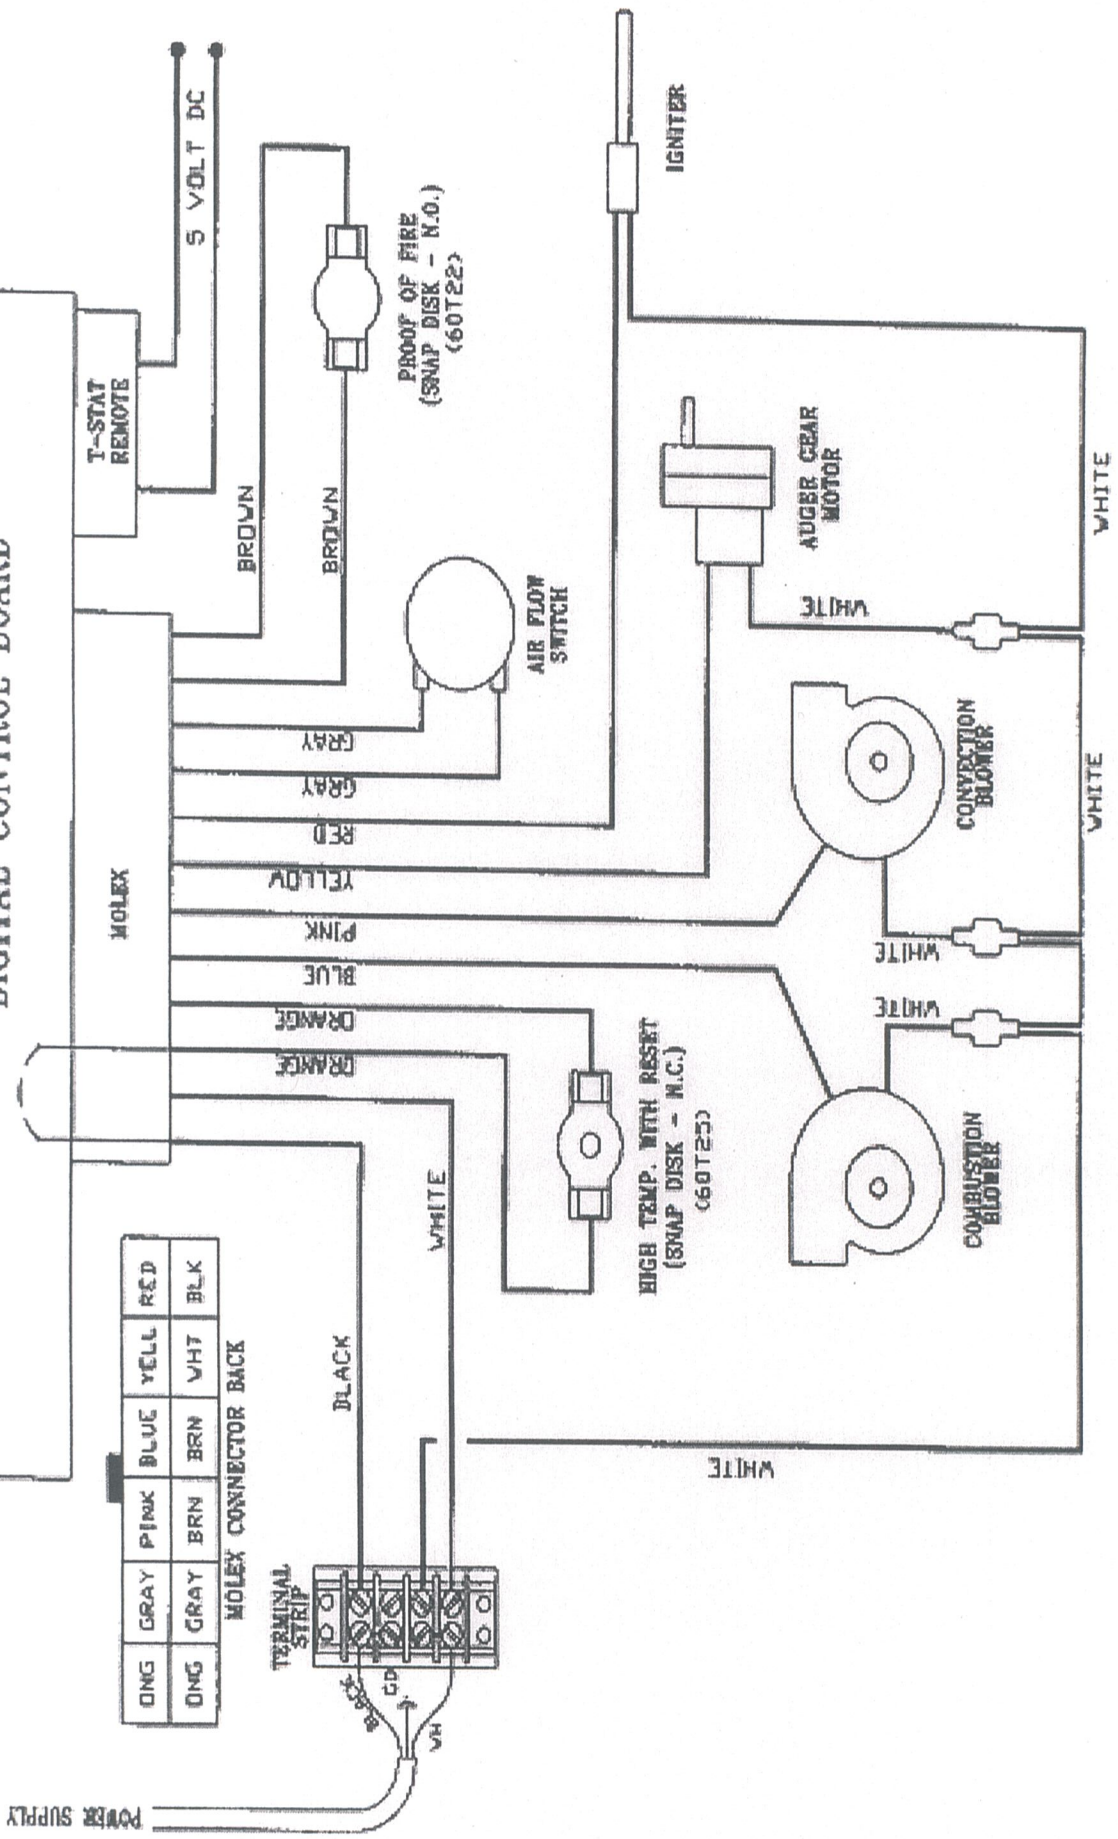 DIGITAL CONTROL BOARD
T-STAT
REMOTE
5 VOLT DC
MOLEX
BROWN
BROWN
PROOF OF FIRE
(SNAP DISK - N.O.)
(60T22)
GRAY
GRAY
AIR FLOW
SWITCH
RED
IGNITER
YELLOW
AUGER GEAR
MOTOR
WHITE
PINK
CONVECTION
BLOWER
WHITE
BLUE
COMBUSTION
BLOWER
WHITE
ORANGE
ORANGE
HIGH TEMP. WITH RESET
(SNAP DISK - N.C.)
(60T25)
WHITE
BLACK
WHITE
WHITE
WHITE
ONG GRAY PINK BLUE YELL RED
ONG GRAY BRN BRN WHT BLK
MOLEX CONNECTOR BACK
TERMINAL
STRIP
GD
WH
POWER SUPPLY